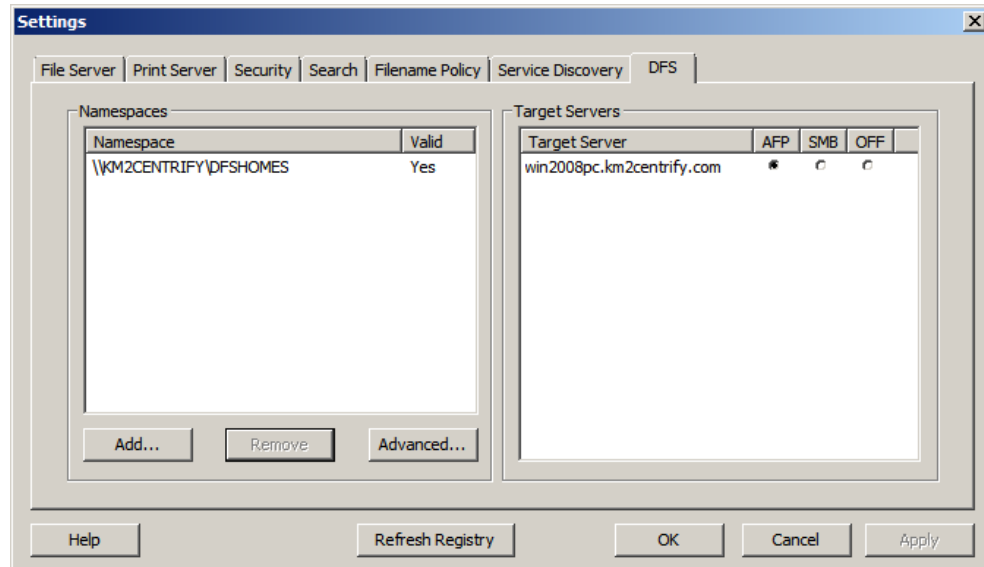 Settings
File Server Print Server Security Search Filename Policy Service Discovery DFS
Namespaces
Namespace Valid
\\KM2CENTRIFY\DFSHOMES Yes
Add... Remove Advanced...
Target Servers
Target Server AFP SMB OFF
win2008pc.km2centrify.com
Help Refresh Registry OK Cancel Apply